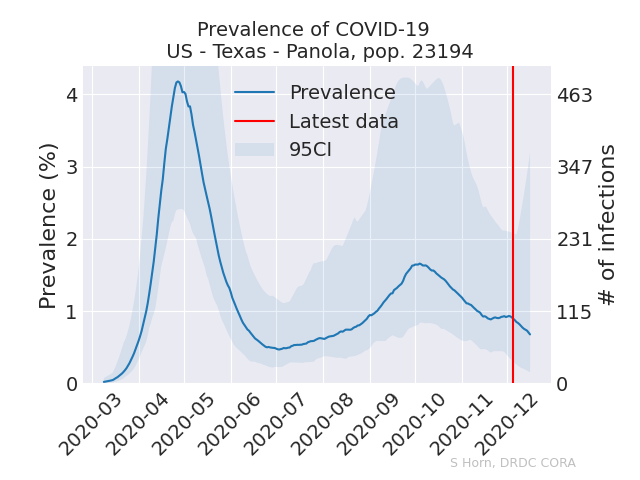 Prevalence of COVID-19
US - Texas - Panola, pop. 23194
Prevalence
Latest data
95CI
Prevalence (%)
4
3
2
1
0
# of infections
463
347
231
115
0
2020-03
2020-04
2020-05
2020-06
2020-07
2020-08
2020-09
2020-10
2020-11
2020-12
S Horn, DRDC CORA